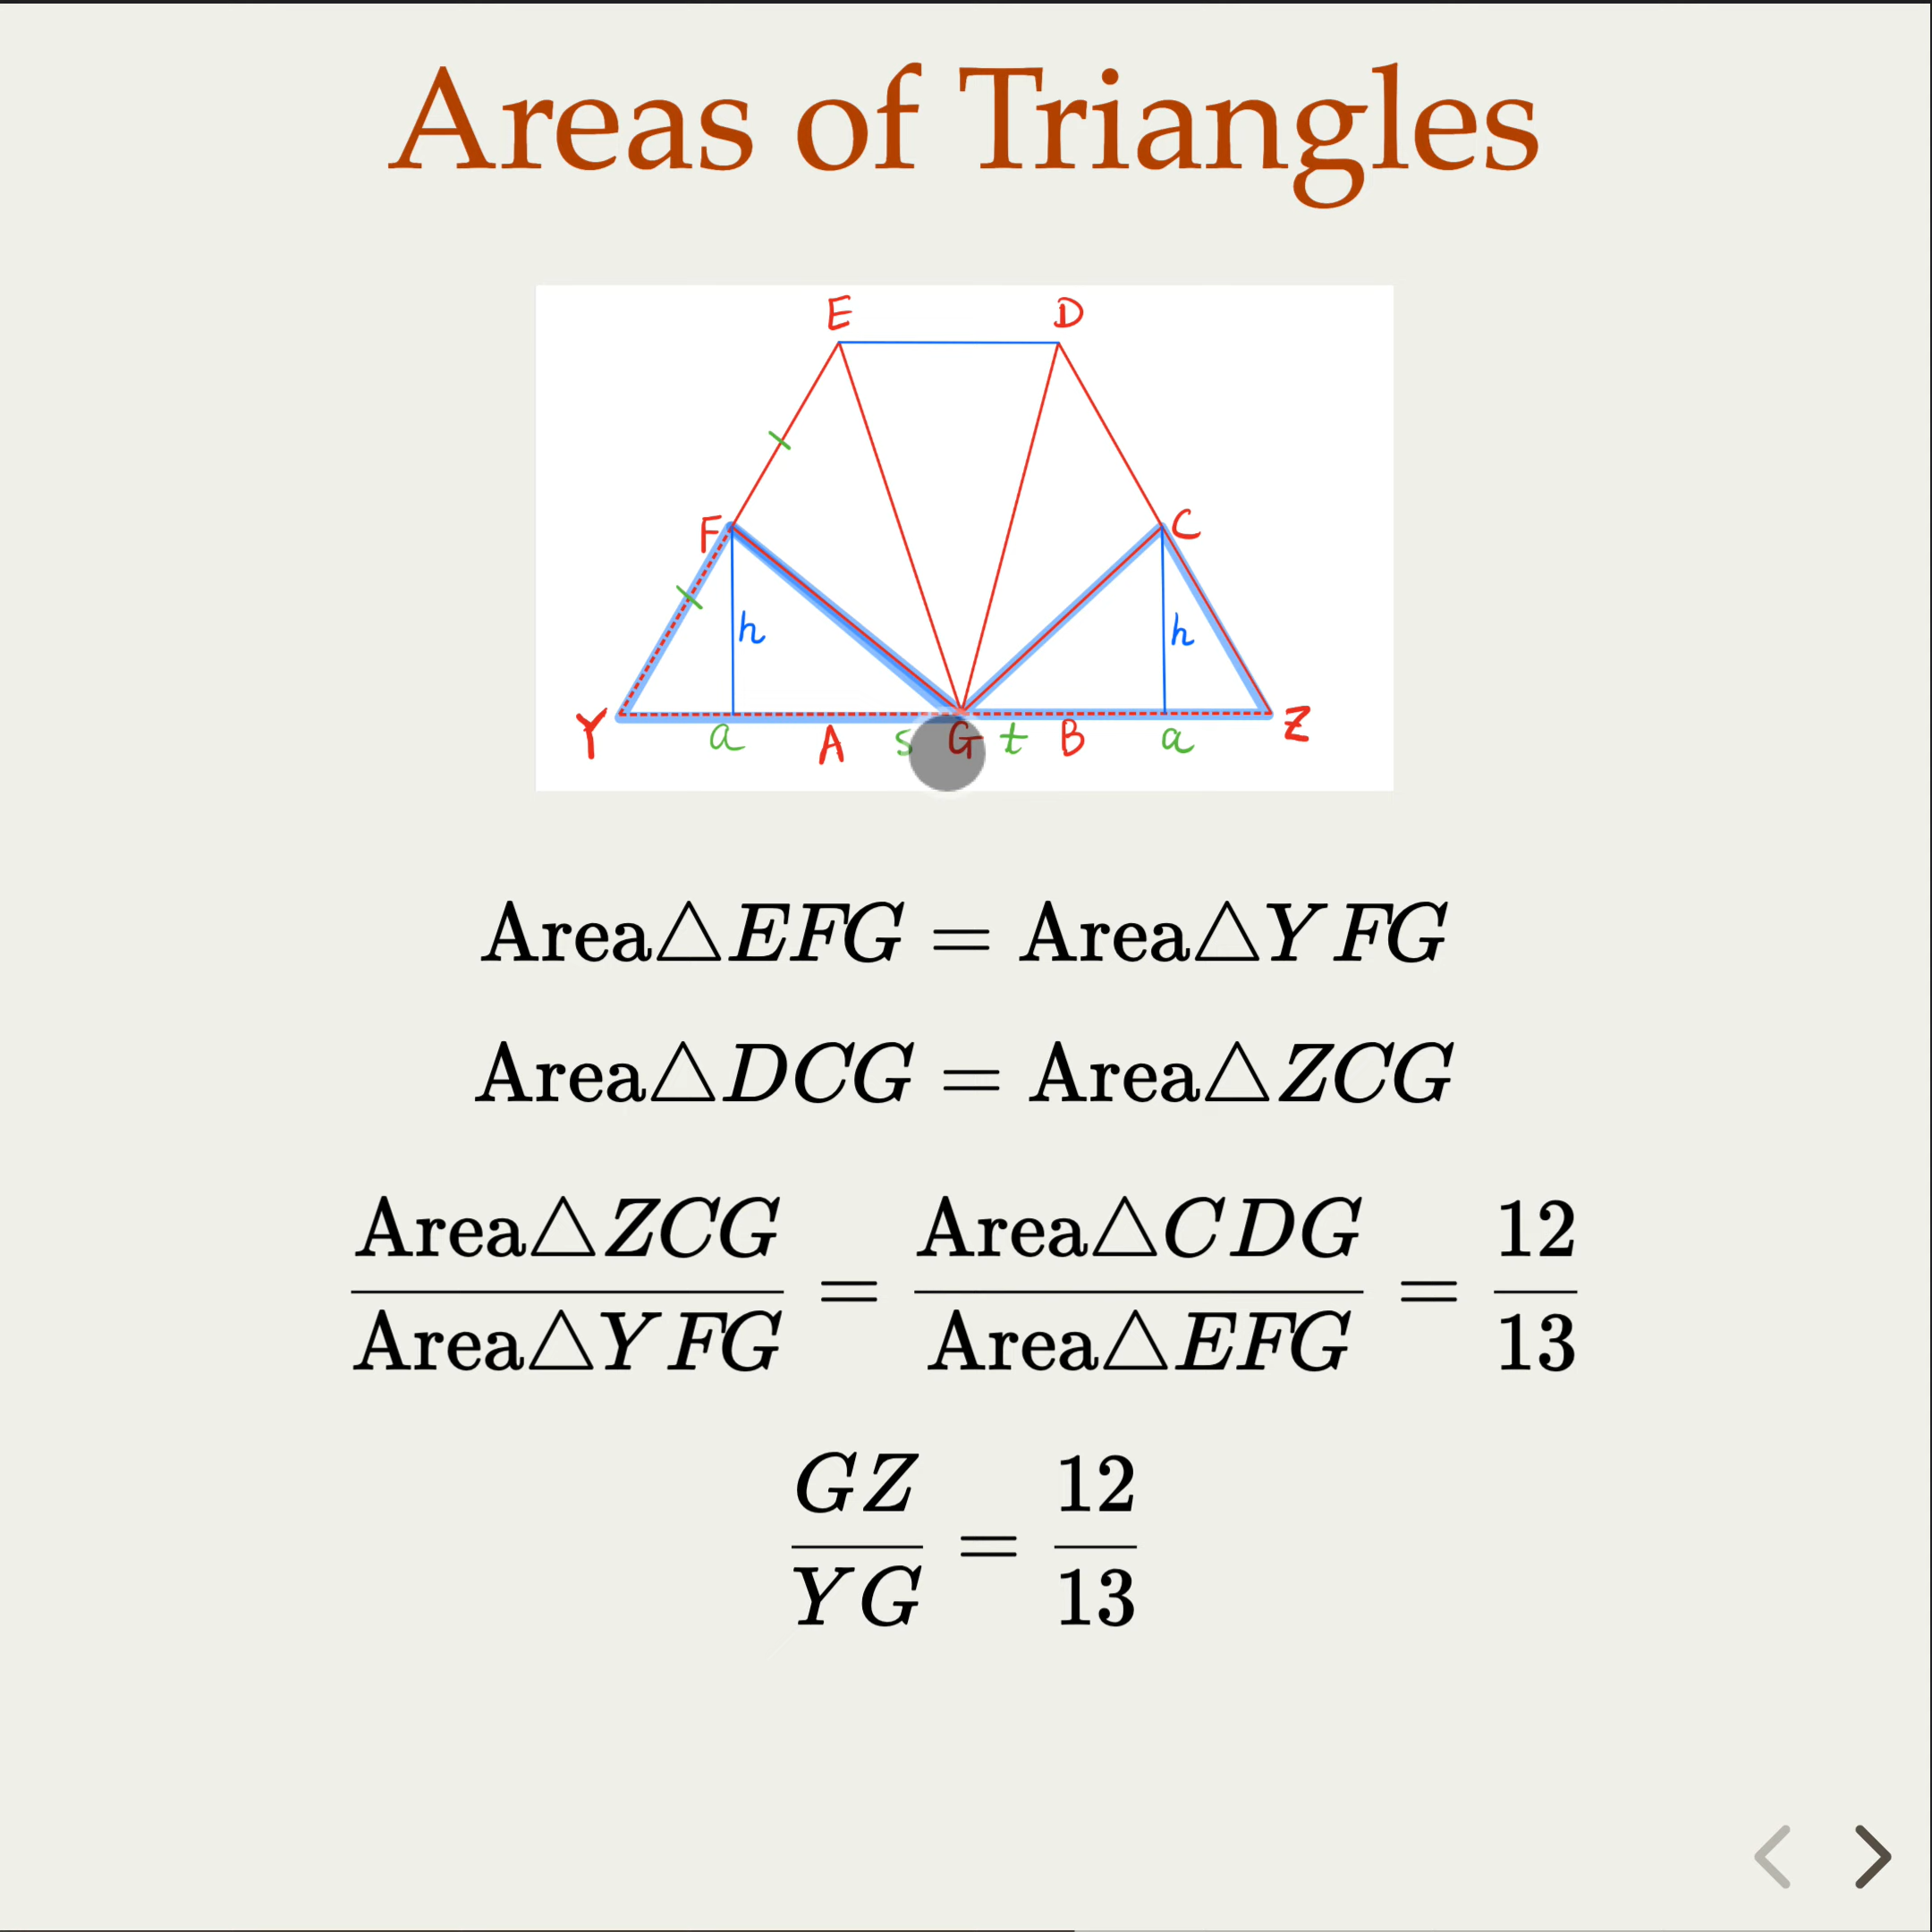 Areas of Triangles
E D
F C
h h
Y a A s G t B a Z
Area△EFG = Area△YFG
Area△DCG = Area△ZCG
Area△ZCG / Area△YFG = Area△CDG / Area△EFG = 12 / 13
GZ / YG = 12 / 13